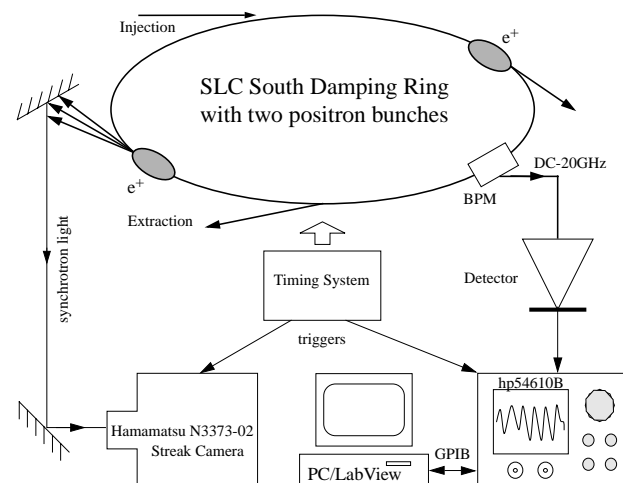 Injection
e+
SLC South Damping Ring
with two positron bunches
e+
BPM
DC-20GHz
Extraction
synchrotron light
Timing System
Detector
triggers
hp54610B
Hamamatsu N3373-02
Streak Camera
PC/LabView
GPIB